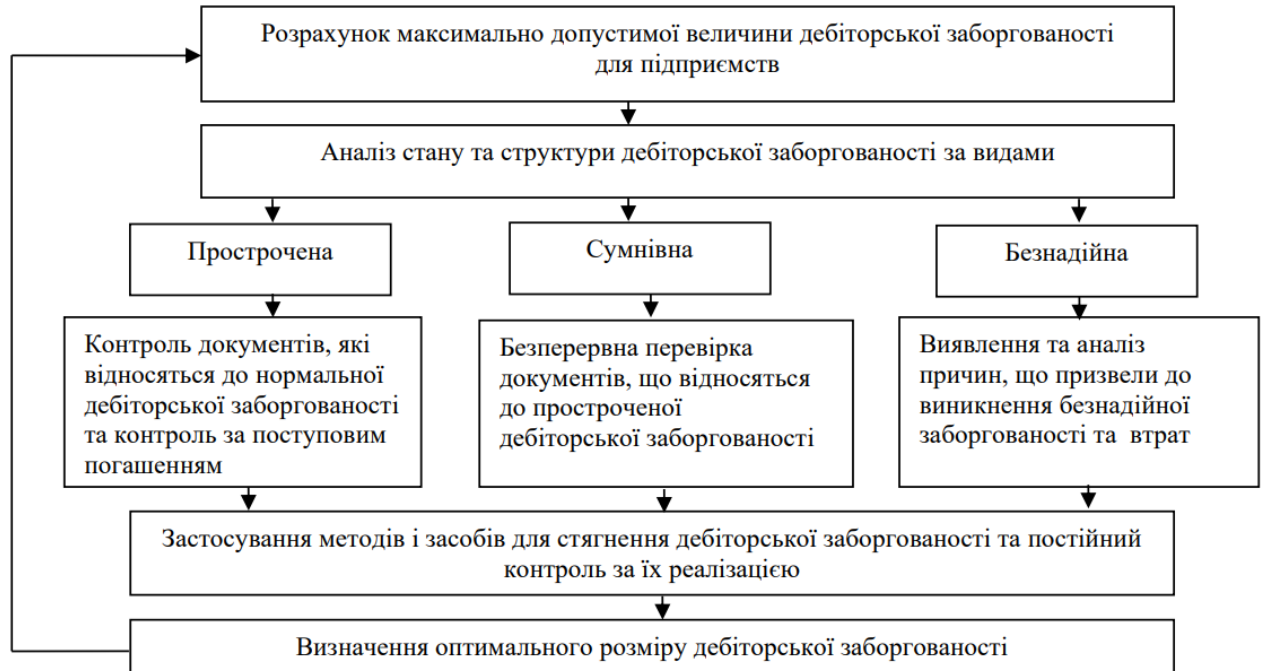 Розрахунок максимально допустимої величини дебіторської заборгованості
для підприємств
Аналіз стану та структури дебіторської заборгованості за видами
Прострочена
Сумнівна
Безнадійна
Контроль документів, які
відносяться до нормальної
дебіторської заборгованості
та контроль за поступовим
погашенням
Безперервна перевірка
документів, що відносяться
до простроченої
дебіторської заборгованості
Виявлення та аналіз
причин, що призвели до
виникнення безнадійної
заборгованості та втрат
Застосування методів і засобів для стягнення дебіторської заборгованості та постійний
контроль за їх реалізацією
Визначення оптимального розміру дебіторської заборгованості